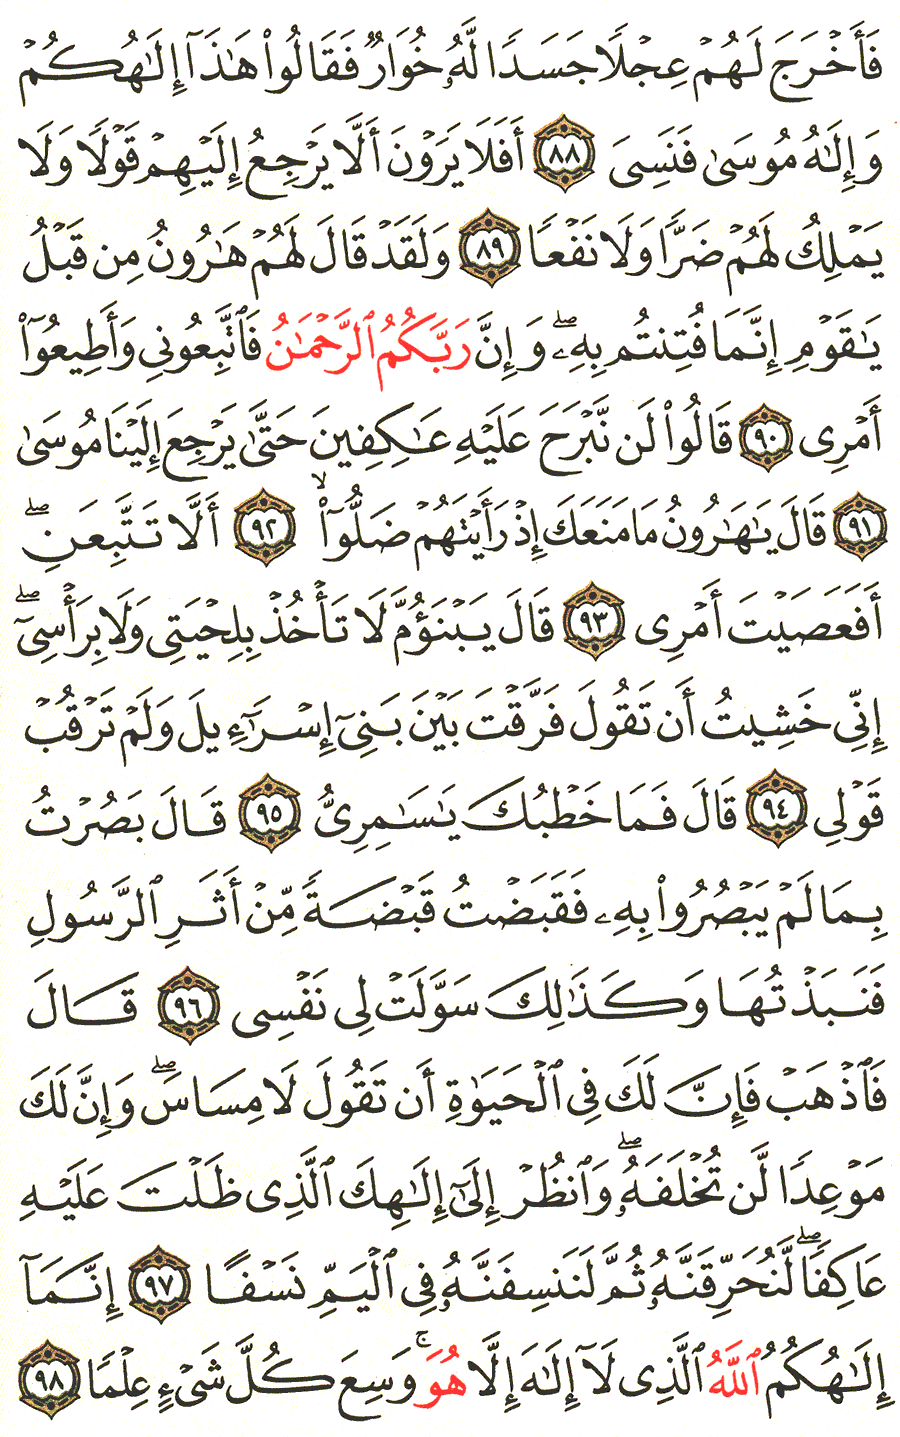 فَأَخْرَجَ لَهُمْ عِجْلًا جَسَدًا لَّهُۥ خُوَارٌ فَقَالُوا۟ هَٰذَآ إِلَٰهُكُمْ
وَإِلَٰهُ مُوسَىٰ فَنَسِىَ ٨٨ أَفَلَا يَرَوْنَ أَلَّا يَرْجِعُ إِلَيْهِمْ قَوْلًا وَلَا
يَمْلِكُ لَهُمْ ضَرًّا وَلَا نَفْعًا ٨٩ وَلَقَدْ قَالَ لَهُمْ هَٰرُونُ مِن قَبْلُ
يَٰقَوْمِ إِنَّمَا فُتِنتُم بِهِۦ ۖ وَإِنَّ رَبَّكُمُ ٱلرَّحْمَٰنُ فَٱتَّبِعُونِى وَأَطِيعُوٓا۟
أَمْرِى ٩٠ قَالُوا۟ لَن نَّبْرَحَ عَلَيْهِ عَٰكِفِينَ حَتَّىٰ يَرْجِعَ إِلَيْنَا مُوسَىٰ
٩١ قَالَ يَٰهَٰرُونُ مَا مَنَعَكَ إِذْ رَأَيْتَهُمْ ضَلُّوٓا۟ ۙ ٩٢ أَلَّا تَتَّبِعَنِ ۖ
أَفَعَصَيْتَ أَمْرِى ٩٣ قَالَ يَبْنَؤُمَّ لَا تَأْخُذْ بِلِحْيَتِى وَلَا بِرَأْسِىٓ ۖ
إِنِّى خَشِيتُ أَن تَقُولَ فَرَّقْتَ بَيْنَ بَنِىٓ إِسْرَٰٓءِيلَ وَلَمْ تَرْقُبْ
قَوْلِى ٩٤ قَالَ فَمَا خَطْبُكَ يَٰسَٰمِرِىُّ ٩٥ قَالَ بَصُرْتُ
بِمَا لَمْ يَبْصُرُوا۟ بِهِۦ فَقَبَضْتُ قَبْضَةً مِّنْ أَثَرِ ٱلرَّسُولِ
فَنَبَذْتُهَا وَكَذَٰلِكَ سَوَّلَتْ لِى نَفْسِى ٩٦ قَالَ
فَٱذْهَبْ فَإِنَّ لَكَ فِى ٱلْحَيَوٰةِ أَن تَقُولَ لَا مِسَاسَ ۖ وَإِنَّ لَكَ
مَوْعِدًا لَّن تُخْلَفَهُۥ ۖ وَٱنظُرْ إِلَىٰٓ إِلَٰهِكَ ٱلَّذِى ظَلْتَ عَلَيْهِ
عَاكِفًا ۖ لَّنُحَرِّقَنَّهُۥ ثُمَّ لَنَنسِفَنَّهُۥ فِى ٱلْيَمِّ نَسْفًا ٩٧ إِنَّمَآ
إِلَٰهُكُمُ ٱللَّهُ ٱلَّذِى لَآ إِلَٰهَ إِلَّا هُوَ ۚ وَسِعَ كُلَّ شَىْءٍ عِلْمًا ٩٨